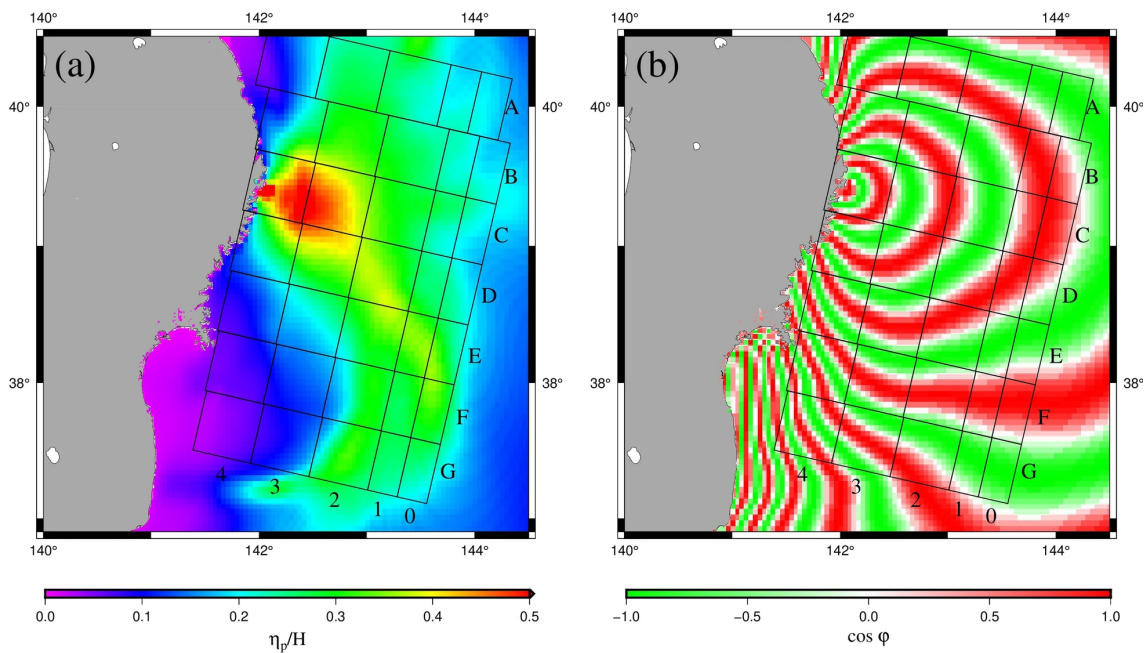 140° 142° 144° 140° 142° 144°
(a) (b)
40° 40°
A A
B B
C C
D D
E E
38° 38°
F F
G G
4 3 2 1 0 4 3 2 1 0
140° 142° 144° 140° 142° 144°
0.0 0.1 0.2 0.3 0.4 0.5 −1.0 −0.5 0.0 0.5 1.0
ηp/H cos φ